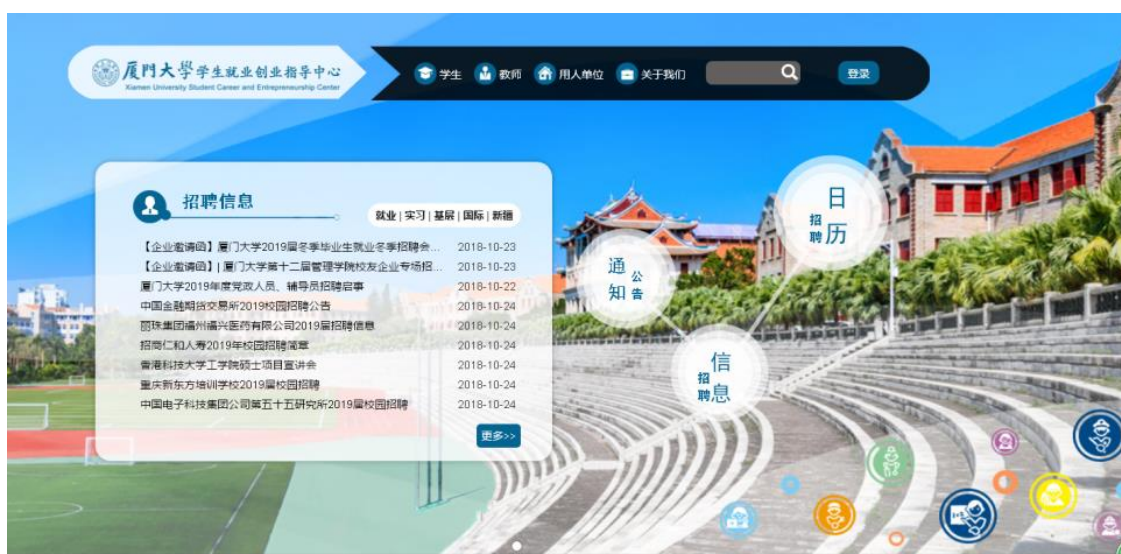 厦門大學学生就业创业指导中心
Xiamen University Student Career and Entrepreneurship Center
学生 教师 用人单位 关于我们 登录
招聘信息
就业 | 实习 | 基层 | 国际 | 新疆
【企业邀请函】厦门大学2019届冬季毕业生就业冬季招聘会... 2018-10-23
【企业邀请函】| 厦门大学第十二届管理学院校友企业专场招... 2018-10-23
厦门大学2019年度党政人员、辅导员招聘启事 2018-10-22
中国金融期货交易所2019校园招聘公告 2018-10-24
丽珠集团福州福兴医药有限公司2019届招聘信息 2018-10-24
招商仁和人寿2019年校园招聘简章 2018-10-24
香港科技大学工学院硕士项目宣讲会 2018-10-24
重庆新东方培训学校2019届校园招聘 2018-10-24
中国电子科技集团公司第五十五研究所2019届校园招聘 2018-10-24
更多>>
招聘日历
通知公告
招聘信息